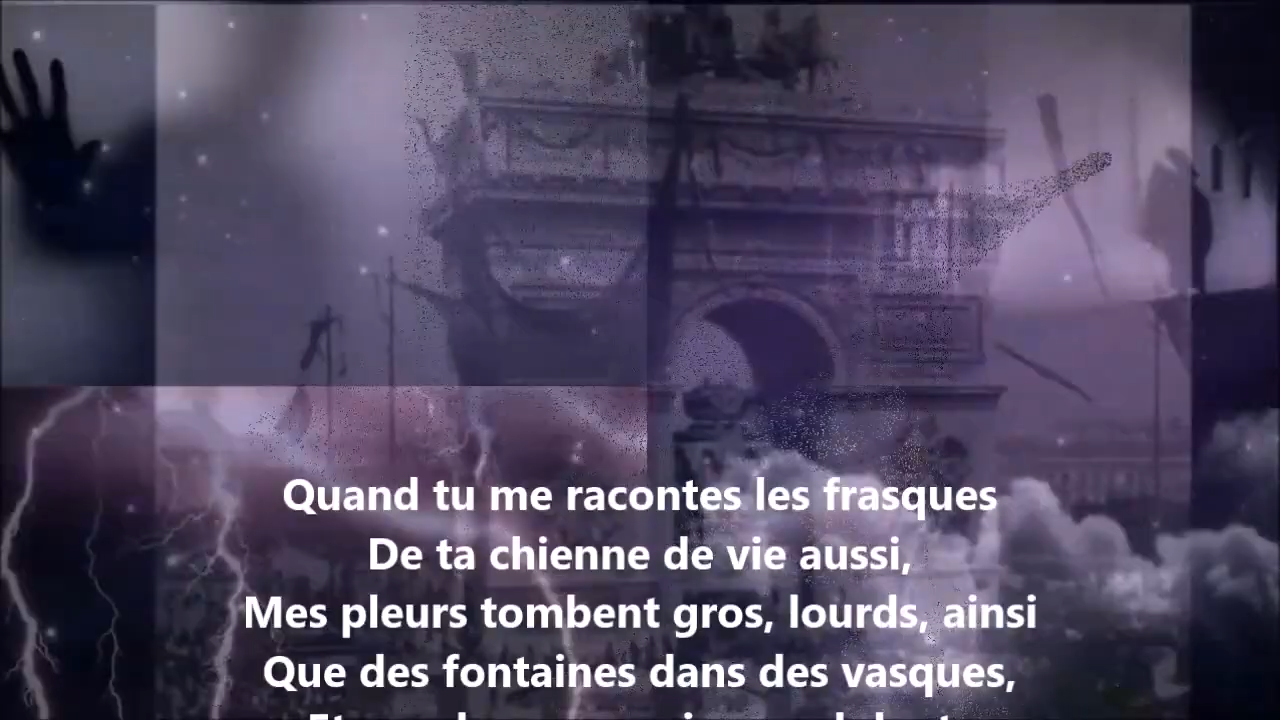 Quand tu me racontes les frasques
De ta chienne de vie aussi,
Mes pleurs tombent gros, lourds, ainsi
Que des fontaines dans des vasques,